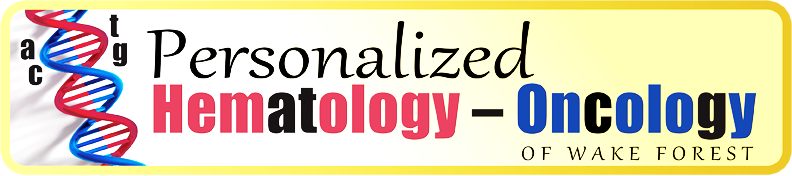 a
c
t
g
Personalized
Hematology – Oncology
OF WAKE FOREST